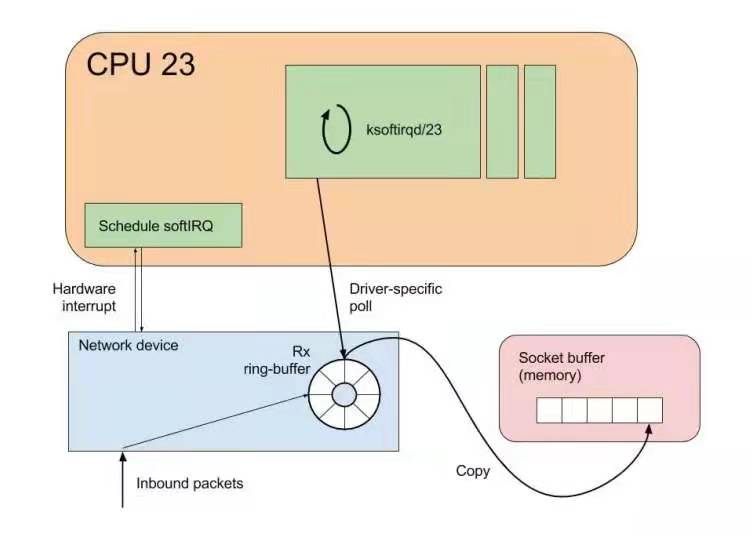 CPU 23
ksoftirqd/23
Schedule softIRQ
Hardware
interrupt
Driver-specific
poll
Network device
Rx
ring-buffer
Socket buffer
(memory)
Copy
Inbound packets